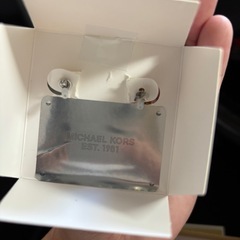 MICHAEL KORS
EST. 1981